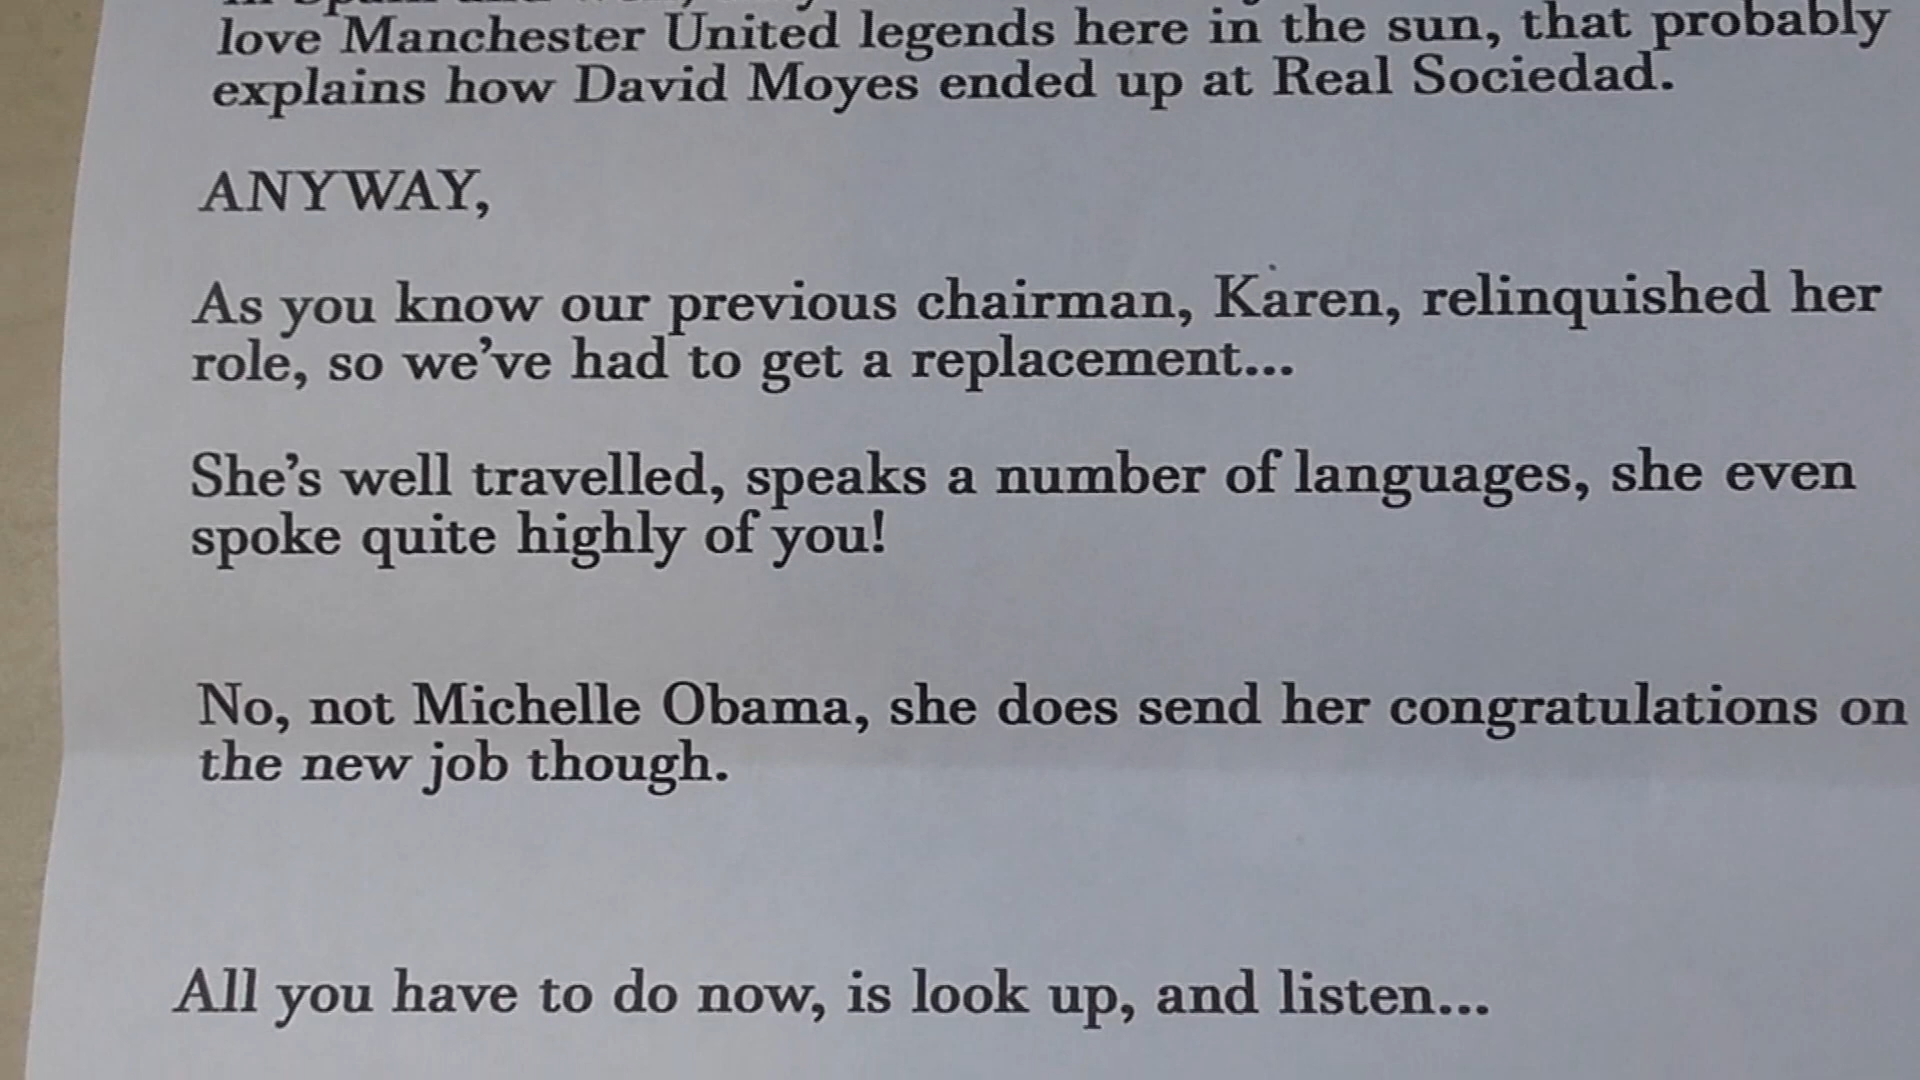 love Manchester United legends here in the sun, that probably
explains how David Moyes ended up at Real Sociedad.
ANYWAY,
As you know our previous chairman, Karen, relinquished her
role, so we've had to get a replacement...
She's well travelled, speaks a number of languages, she even
spoke quite highly of you!
No, not Michelle Obama, she does send her congratulations on
the new job though.
All you have to do now, is look up, and listen...